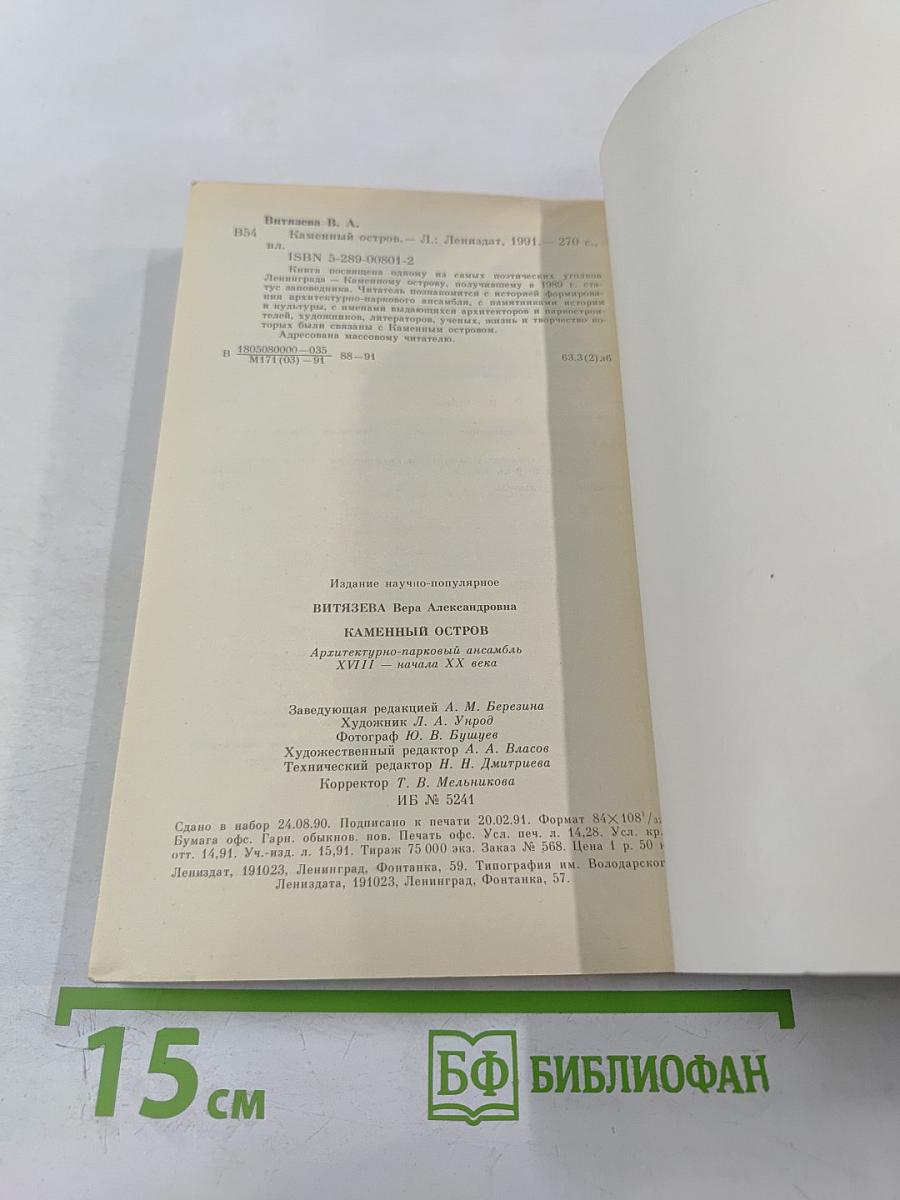 Витязева В. А.
В54 Каменный остров.— Л.: Лениздат, 1991.— 270 с.,
ил.
ISBN 5-289-00801-2
Книга посвящена одному из самых поэтических уголков
Ленинграда — Каменному острову, получившему в 1989 г. ста-
тус заповедника. Читатель познакомится с историей формирова-
ния архитектурно-паркового ансамбля, с памятниками истории
и культуры, с именами выдающихся архитекторов и паркострои-
телей, художников, литераторов, ученых, жизнь и творчество ко-
торых были связаны с Каменным островом.
Адресована массовому читателю.
В 1805080000—035
М171(03)—91 88—91 63.3(2)лб
Издание научно-популярное
ВИТЯЗЕВА Вера Александровна
КАМЕННЫЙ ОСТРОВ
Архитектурно-парковый ансамбль
XVIII — начала XX века
Заведующая редакцией А. М. Березина
Художник Л. А. Унрод
Фотограф Ю. В. Бушуев
Художественный редактор А. А. Власов
Технический редактор Н. Н. Дмитриева
Корректор Т. В. Мельникова
ИБ № 5241
Сдано в набор 24.08.90. Подписано к печати 20.02.91. Формат 84×108¹/₃₂
Бумага офс. Гарн. обыкнов. нов. Печать офс. Усл. печ. л. 14,28. Усл. кр.
отт. 14,91. Уч.-изд. л. 15,91. Тираж 75 000 экз. Заказ № 568. Цена 1 р. 50 к
Лениздат, 191023, Ленинград, Фонтанка, 59. Типография им. Володарског
Лениздата, 191023, Ленинград, Фонтанка, 57.
15 см
БФ БИБЛИОФАН